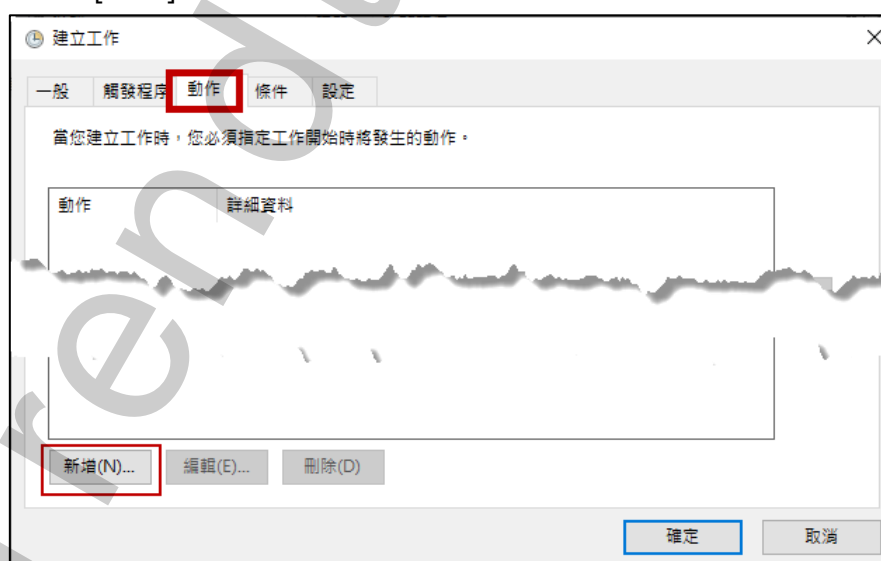 建立工作
一般 觸發程序 動作 條件 設定
當您建立工作時，您必須指定工作開始時將發生的動作。
動作 詳細資料
新增(N)... 編輯(E)... 刪除(D)
確定 取消